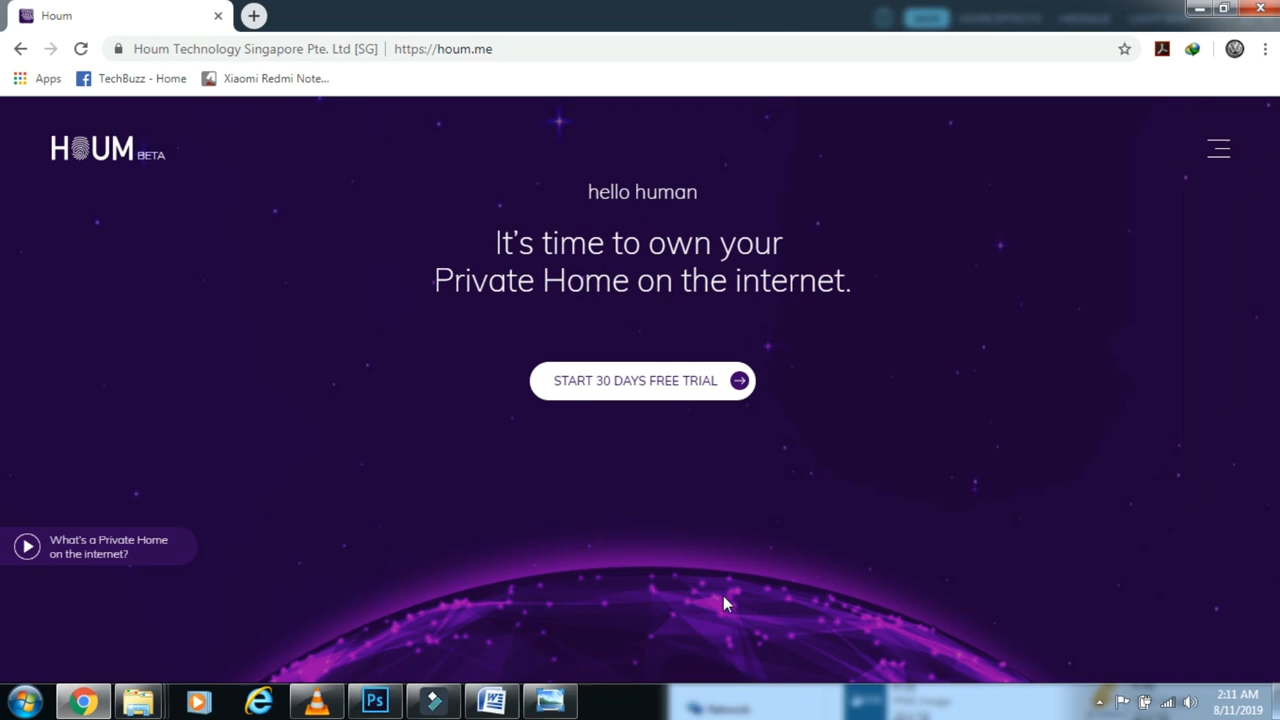 Houm
Houm Technology Singapore Pte. Ltd [SG] https://houm.me
Apps TechBuzz - Home Xiaomi Redmi Note...
HOUM BETA
hello human
It's time to own your
Private Home on the internet.
START 30 DAYS FREE TRIAL
What's a Private Home
on the internet?
Ps
W
2:11 AM
8/11/2019
Network